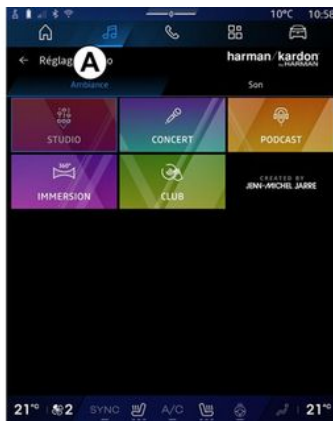 10°C 10:58
← Réglag A o
harman/kardon
by HARMAN
Ambiance Son
STUDIO CONCERT PODCAST
360°
IMMERSION CLUB
CREATED BY
JEAN-MICHEL JARRE
21°C 2 SYNC A/C 21°C